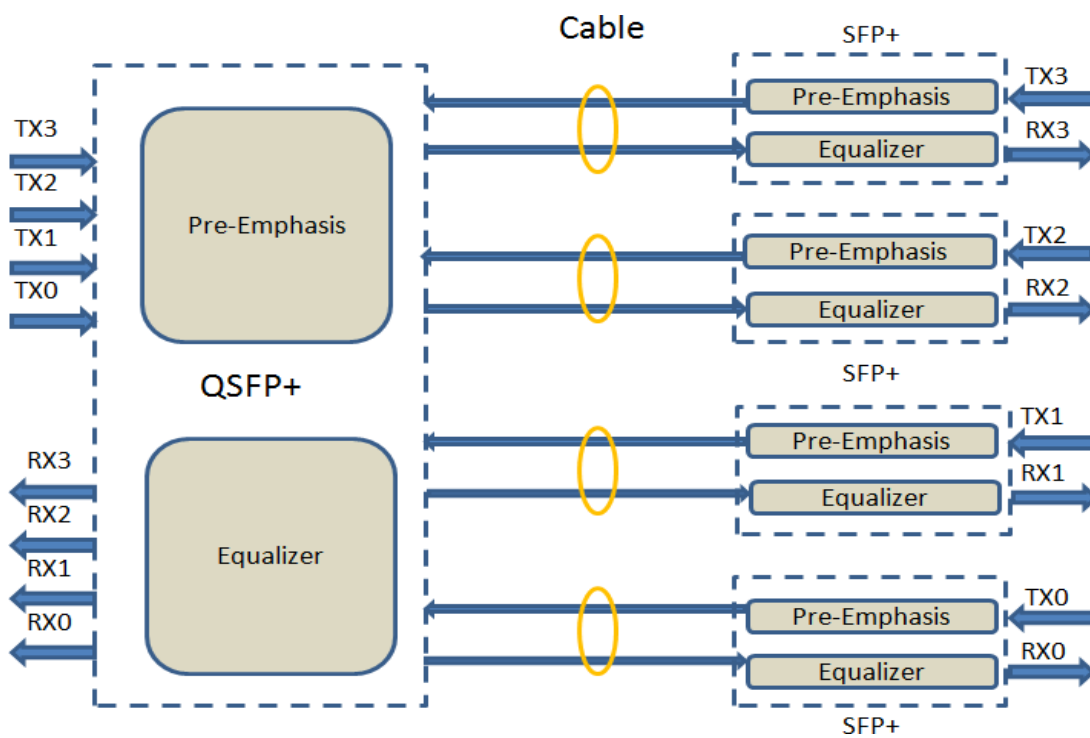 Cable
SFP+
TX3
TX2
TX1
TX0
Pre-Emphasis
QSFP+
Equalizer
RX3
RX2
RX1
RX0
Pre-Emphasis
Equalizer
TX3
RX3
Pre-Emphasis
Equalizer
TX2
RX2
SFP+
Pre-Emphasis
Equalizer
TX1
RX1
Pre-Emphasis
Equalizer
TX0
RX0
SFP+